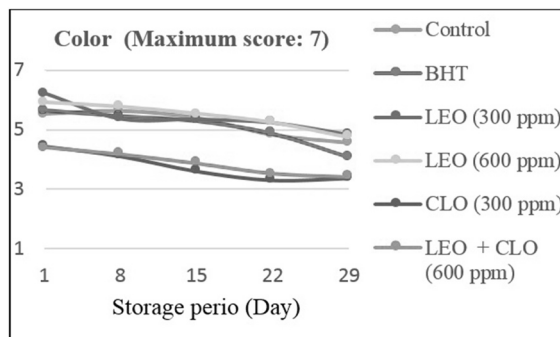 Color (Maximum score: 7)
7
5
3
1
1 8 15 22 29
Storage perio (Day)
Control
BHT
LEO (300 ppm)
LEO (600 ppm)
CLO (300 ppm)
LEO + CLO
(600 ppm)